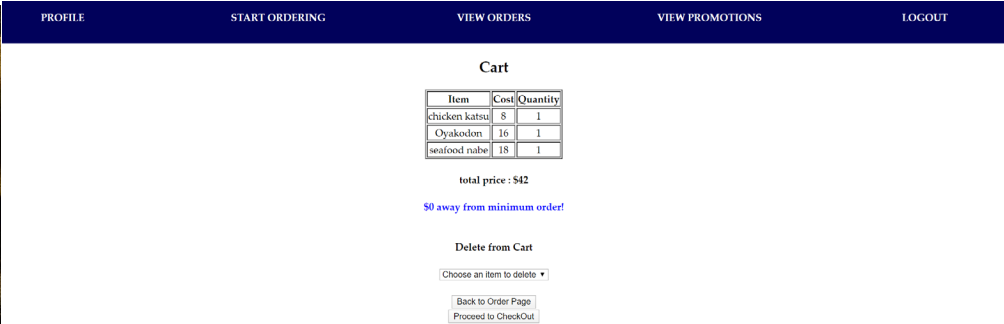 PROFILE START ORDERING VIEW ORDERS VIEW PROMOTIONS LOGOUT
Cart
Item Cost Quantity
chicken katsu 8 1
Oyakodon 16 1
seafood nabe 18 1
total price : $42
$0 away from minimum order!
Delete from Cart
Choose an item to delete
Back to Order Page
Proceed to CheckOut